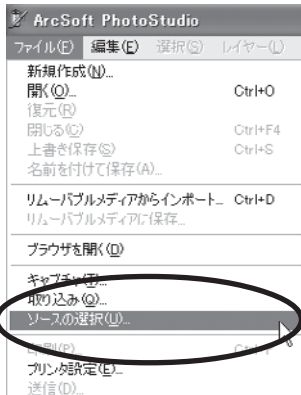 ArcSoft PhotoStudio
ファイル(F) 編集(E) 選択(S) レイヤー(L)
新規作成(N)...
開く(O)... Ctrl+O
復元(R)
閉じる(C) Ctrl+F4
上書き保存(S) Ctrl+S
名前を付けて保存(A)...
リムーバブルメディアからインポート... Ctrl+D
リムーバブルメディアに保存...
ブラウザを開く(D)
キャプチャ(T)...
取り込み(Q)...
ソースの選択(U)...
印刷(P)... Ctrl+P
プリンタ設定(E)...
送信(D)...